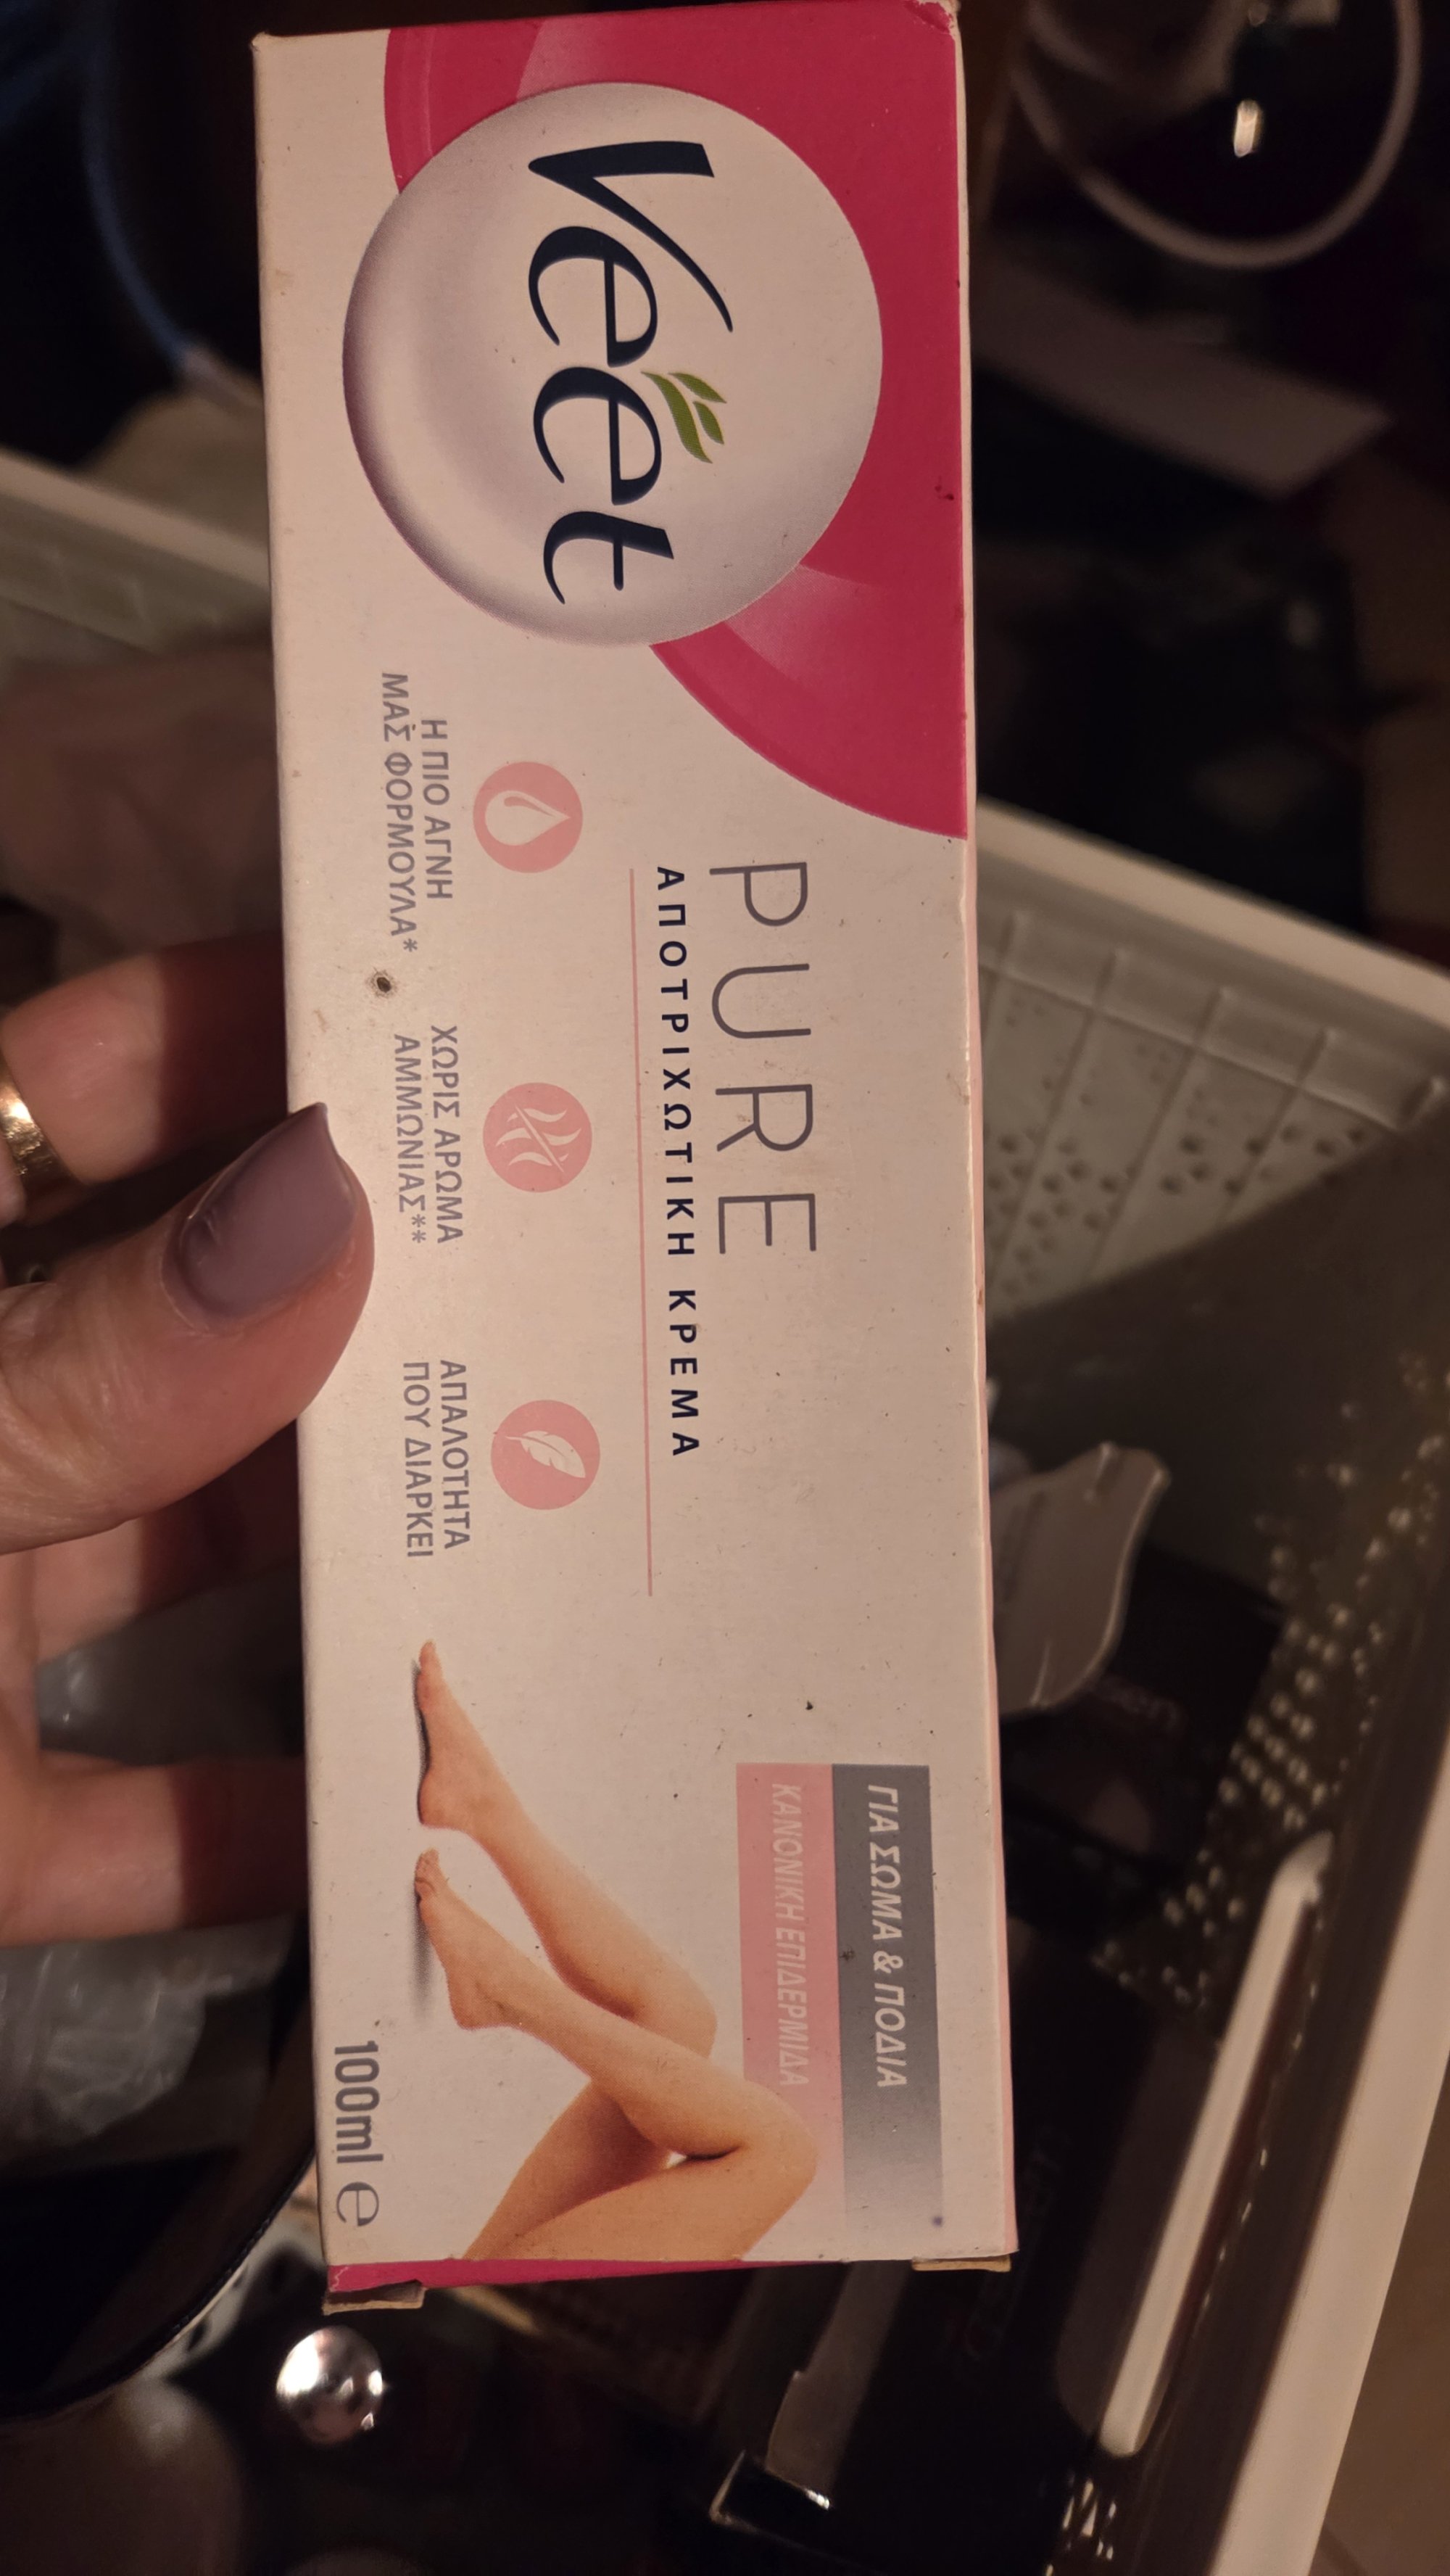 Veet
PURE
ΑΠΟΤΡΙΧΩΤΙΚΗ ΚΡΕΜΑ
Η ΠΙΟ ΑΓΝΗ
ΜΑΣ ΦΟΡΜΟΥΛΑ*
ΧΩΡΙΣ ΑΡΩΜΑ
ΑΜΜΩΝΙΑΣ**
ΑΠΑΛΟΤΗΤΑ
ΠΟΥ ΔΙΑΡΚΕΙ
ΓΙΑ ΣΩΜΑ & ΠΟΔΙΑ
ΚΑΝΟΝΙΚΗ ΕΠΙΔΕΡΜΙΔΑ
100ml ℮